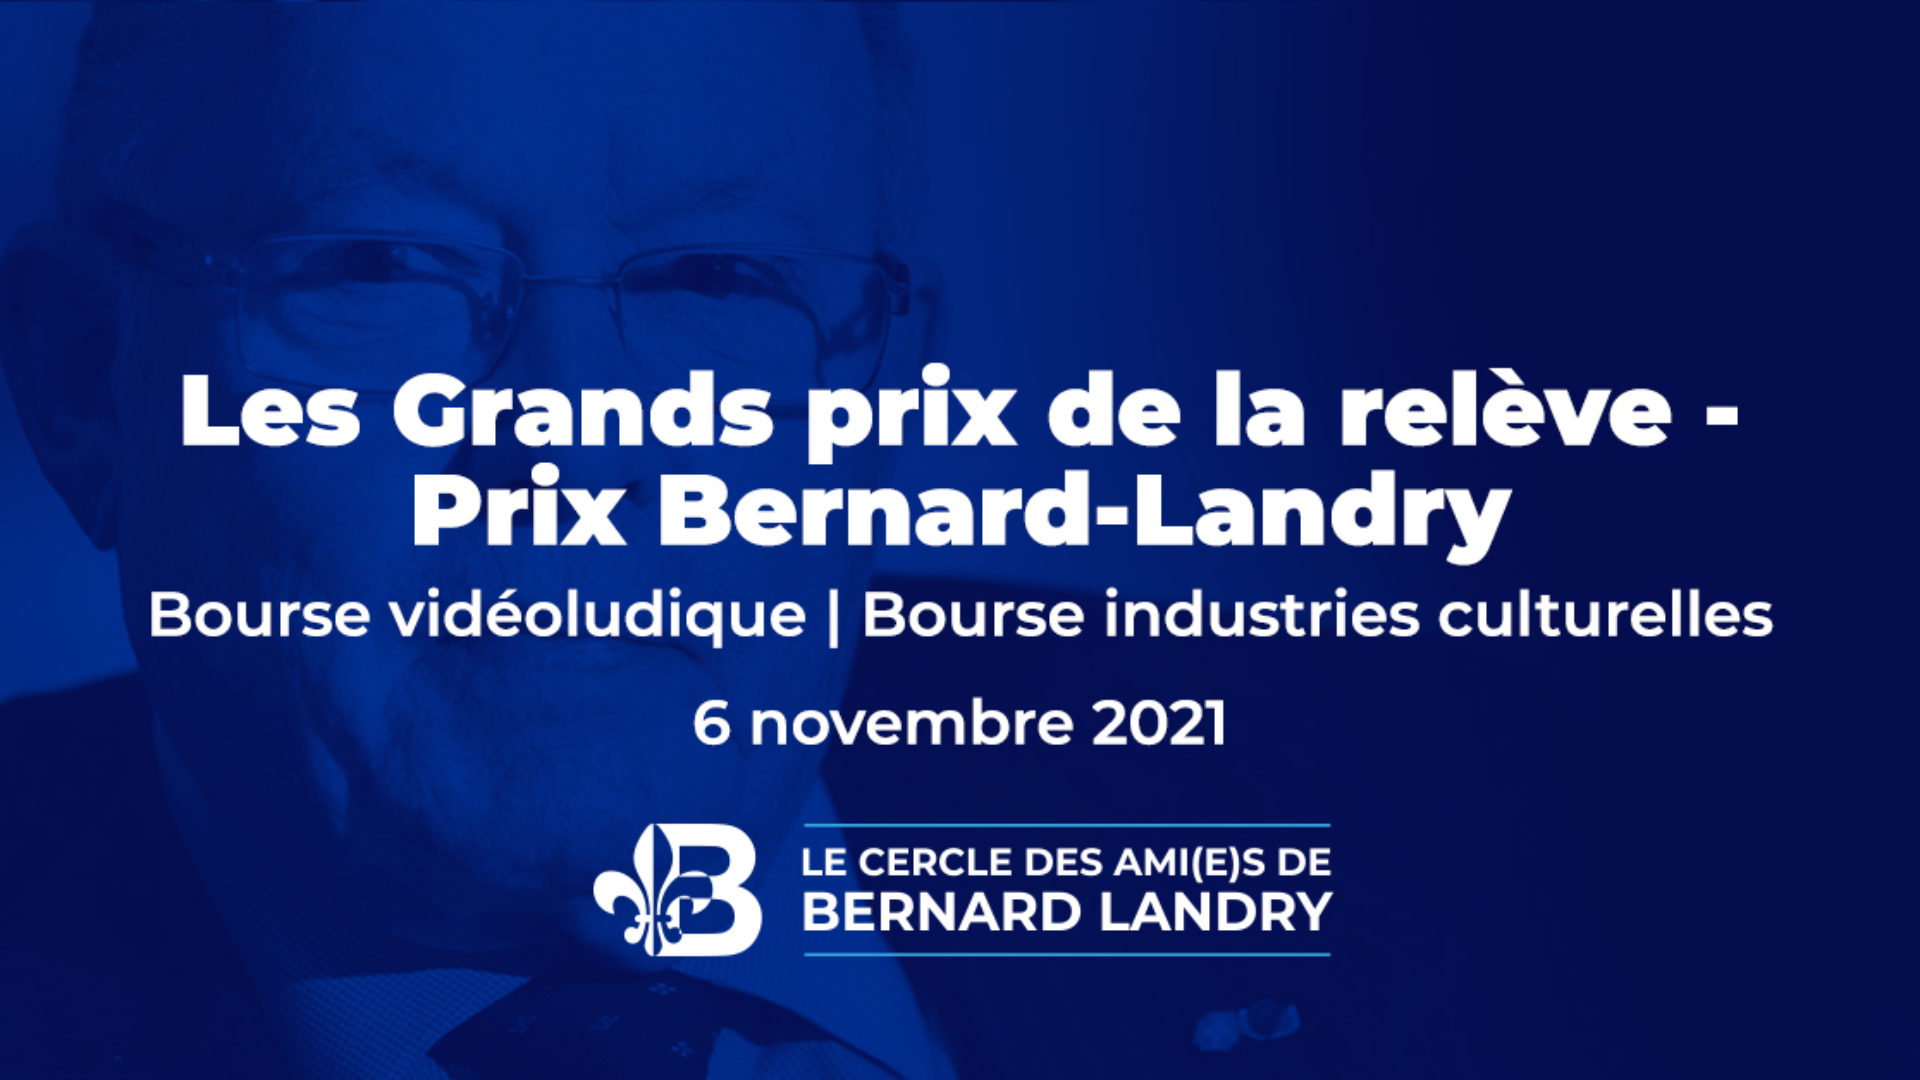 Les Grands prix de la relève -
Prix Bernard-Landry
Bourse vidéoludique | Bourse industries culturelles
6 novembre 2021
B
LE CERCLE DES AMI(E)S DE
BERNARD LANDRY